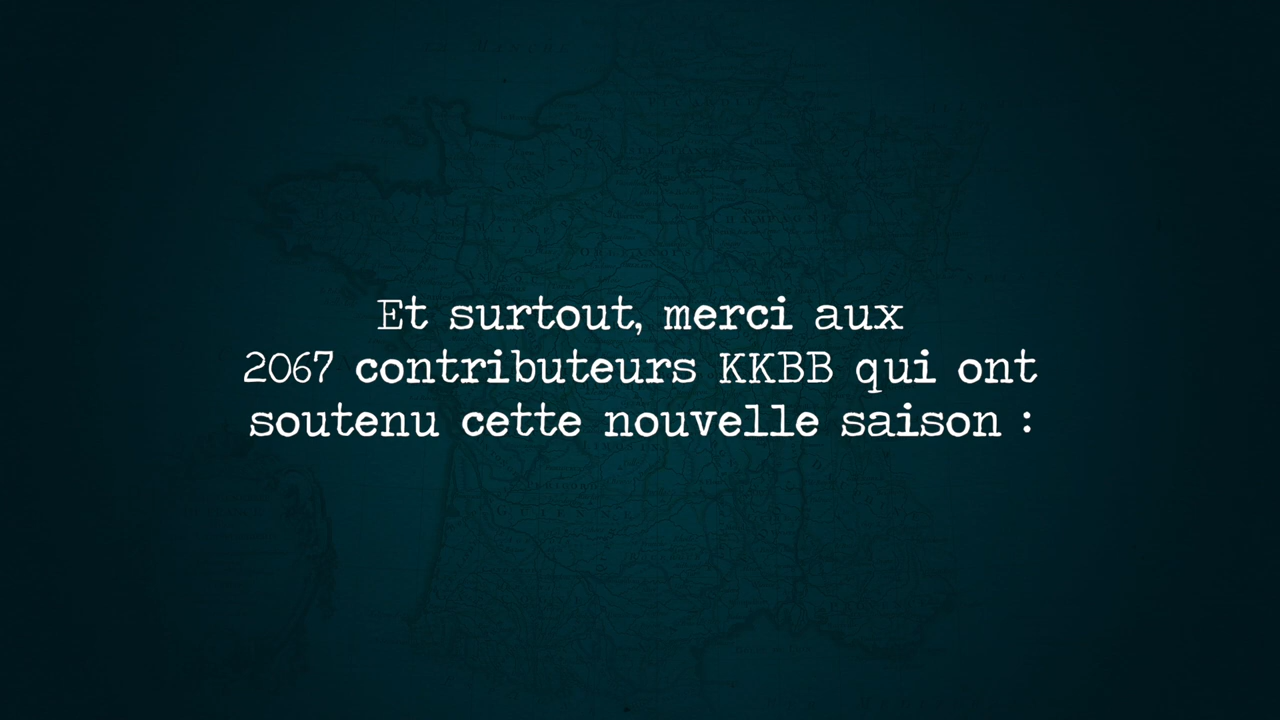 Et surtout, merci aux
2067 contributeurs KKBB qui ont
soutenu cette nouvelle saison :